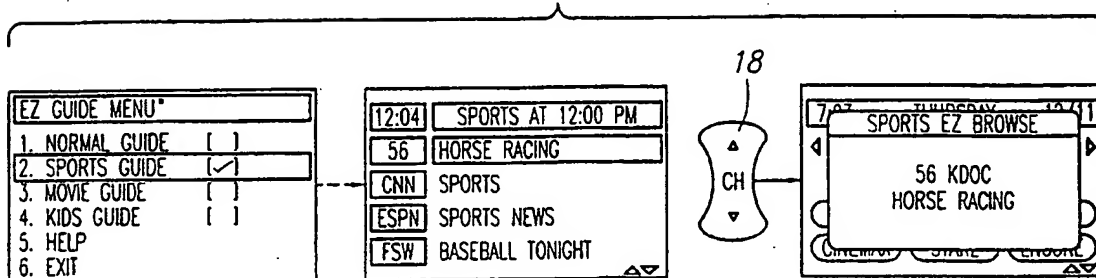 EZ GUIDE MENU"
1. NORMAL GUIDE [ ]
2. SPORTS GUIDE [✓]
3. MOVIE GUIDE [ ]
4. KIDS GUIDE [ ]
5. HELP
6. EXIT
12:04 SPORTS AT 12:00 PM
56 HORSE RACING
CNN SPORTS
ESPN SPORTS NEWS
FSW BASEBALL TONIGHT
18
CH
THURSDAY
SPORTS EZ BROWSE
56 KDOC
HORSE RACING